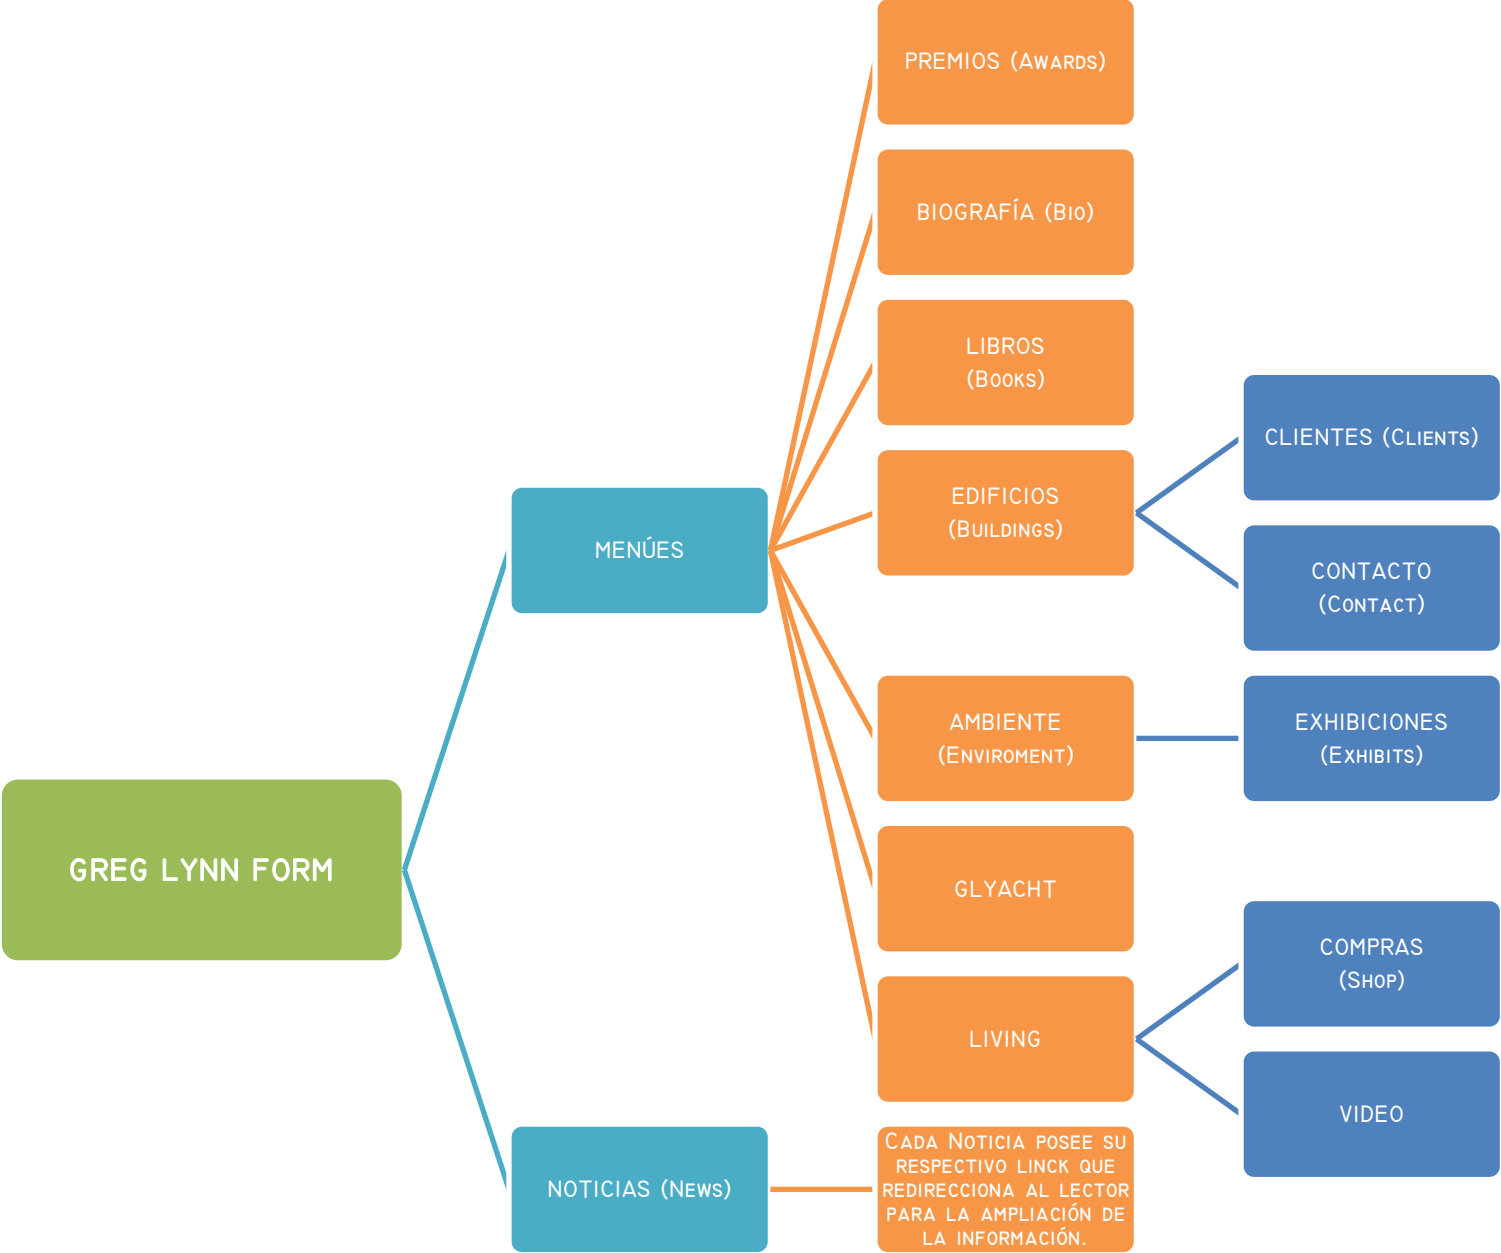 GREG LYNN FORM
MENÚES
PREMIOS (AWARDS)
BIOGRAFÍA (BIO)
LIBROS
(BOOKS)
EDIFICIOS
(BUILDINGS)
CLIENTES (CLIENTS)
CONTACTO
(CONTACT)
AMBIENTE
(ENVIROMENT)
EXHIBICIONES
(EXHIBITS)
GLYACHT
LIVING
COMPRAS
(SHOP)
VIDEO
NOTICIAS (NEWS)
CADA NOTICIA POSEE SU
RESPECTIVO LINCK QUE
REDIRECCIONA AL LECTOR
PARA LA AMPLIACIÓN DE
LA INFORMACIÓN.